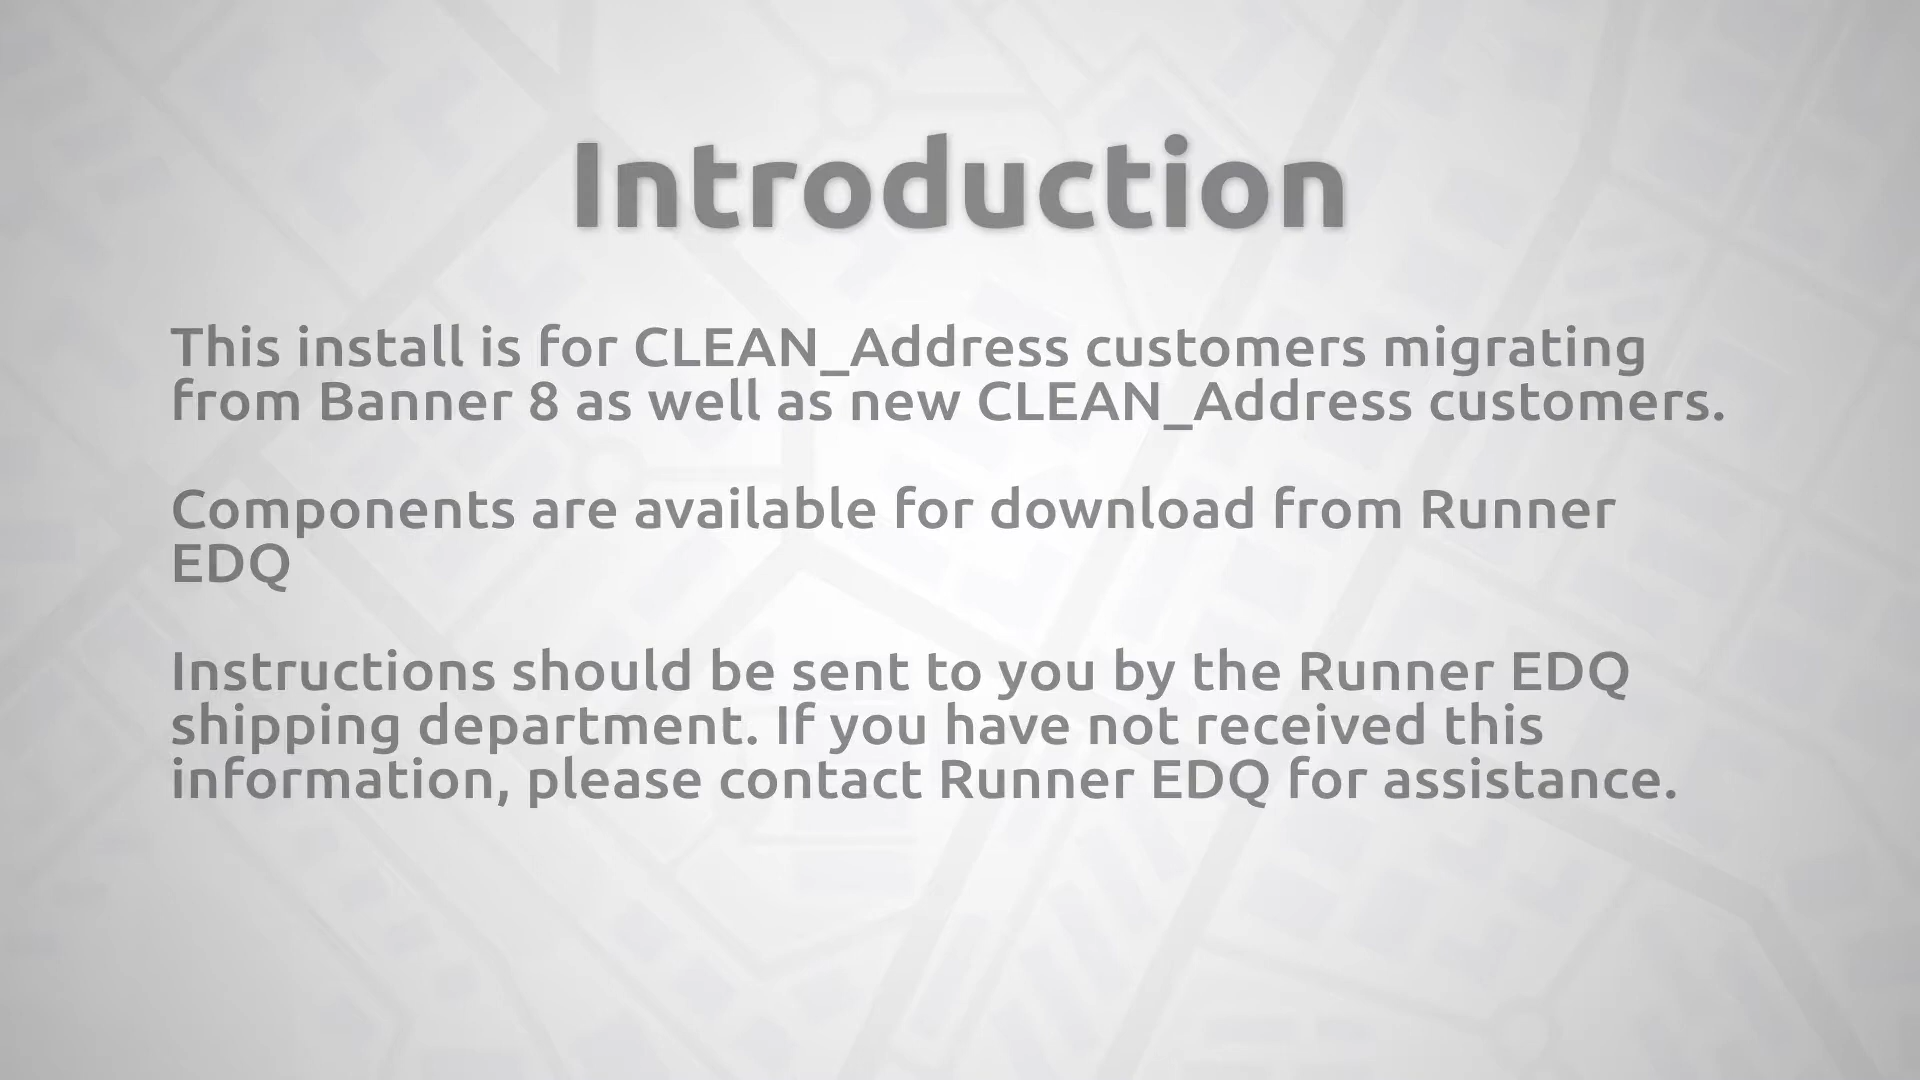 Introduction
This install is for CLEAN_Address customers migrating
from Banner 8 as well as new CLEAN_Address customers.
Components are available for download from Runner
EDQ
Instructions should be sent to you by the Runner EDQ
shipping department. If you have not received this
information, please contact Runner EDQ for assistance.